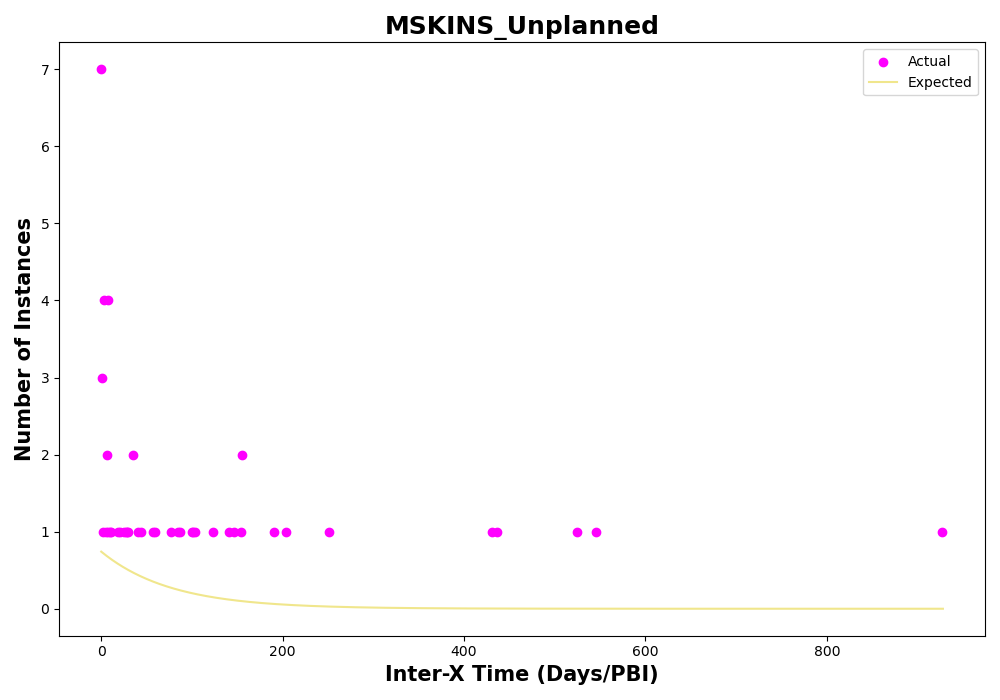 MSKINS_Unplanned
Actual
Expected
Number of Instances
7
6
5
4
3
2
1
0
0 200 400 600 800
Inter-X Time (Days/PBI)